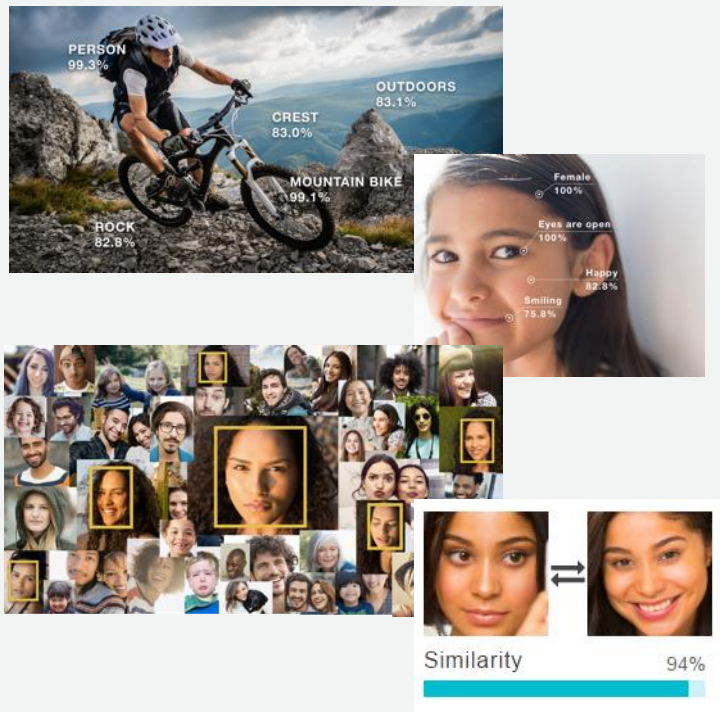 PERSON
99.3%
OUTDOORS
83.1%
CREST
83.0%
MOUNTAIN BIKE
99.1%
ROCK
82.8%
Female
100%
Eyes are open
100%
Happy
82.8%
Smiling
75.8%
Similarity 94%